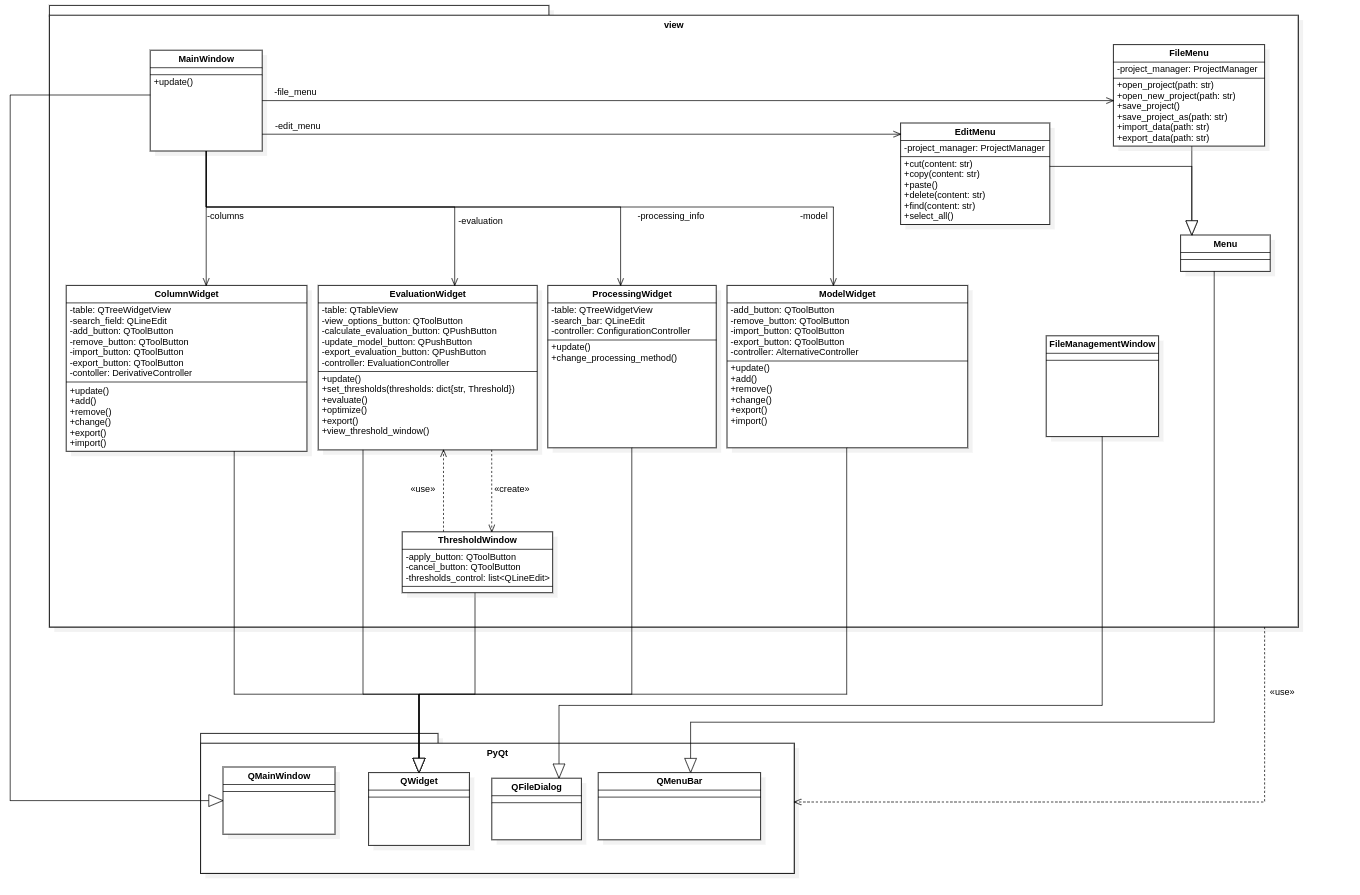 view
MainWindow
+update()
-file_menu
-edit_menu
FileMenu
-project_manager: ProjectManager
+open_project(path: str)
+open_new_project(path: str)
+save_project()
+save_project_as(path: str)
+import_data(path: str)
+export_data(path: str)
EditMenu
-project_manager: ProjectManager
+cut(content: str)
+copy(content: str)
+paste()
+delete(content: str)
+find(content: str)
+select_all()
-columns
-evaluation
-processing_info
-model
Menu
ColumnWidget
-table: QTreeWidgetView
-search_field: QLineEdit
-add_button: QToolButton
-remove_button: QToolButton
-import_button: QToolButton
-export_button: QToolButton
-contoller: DerivativeController
+update()
+add()
+remove()
+change()
+export()
+import()
EvaluationWidget
-table: QTableView
-view_options_button: QToolButton
-calculate_evaluation_button: QPushButton
-update_model_button: QPushButton
-export_evaluation_button: QPushButton
-controller: EvaluationController
+update()
+set_thresholds(thresholds: dict{str, Threshold})
+evaluate()
+optimize()
+export()
+view_threshold_window()
ProcessingWidget
-table: QTreeWidgetView
-search_bar: QLineEdit
-controller: ConfigurationController
+update()
+change_processing_method()
ModelWidget
-add_button: QToolButton
-remove_button: QToolButton
-import_button: QToolButton
-export_button: QToolButton
-controller: AlternativeController
+update()
+add()
+remove()
+change()
+export()
+import()
FileManagementWindow
«use»
«create»
ThresholdWindow
-apply_button: QToolButton
-cancel_button: QToolButton
-thresholds_control: list<QLineEdit>
«use»
PyQt
QMainWindow
QWidget
QFileDialog
QMenuBar